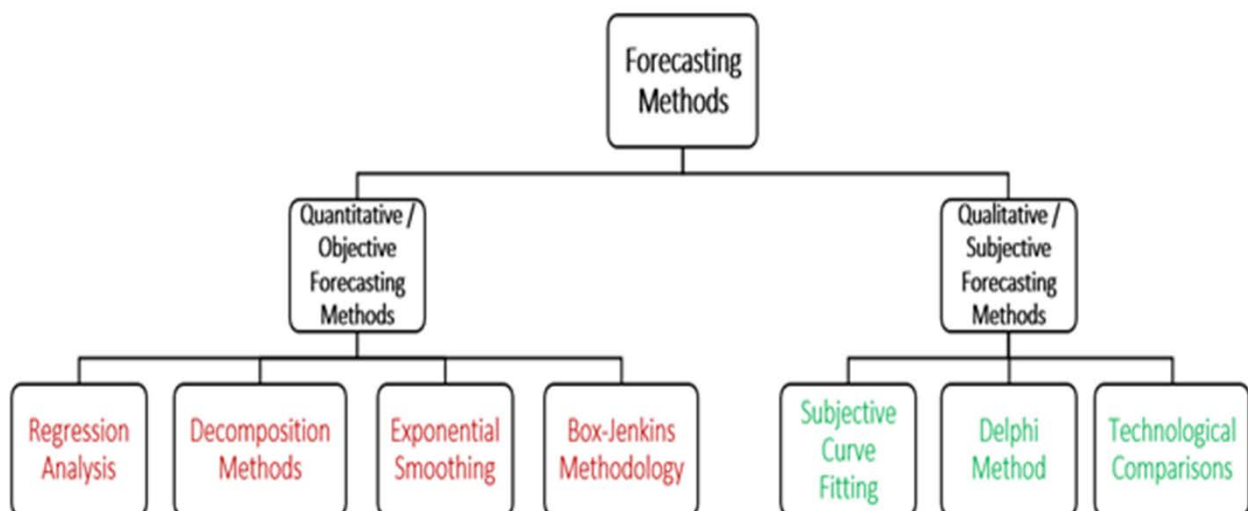 Forecasting
Methods
Quantitative /
Objective
Forecasting
Methods
Qualitative /
Subjective
Forecasting
Methods
Regression
Analysis
Decomposition
Methods
Exponential
Smoothing
Box-Jenkins
Methodology
Subjective
Curve
Fitting
Delphi
Method
Technological
Comparisons